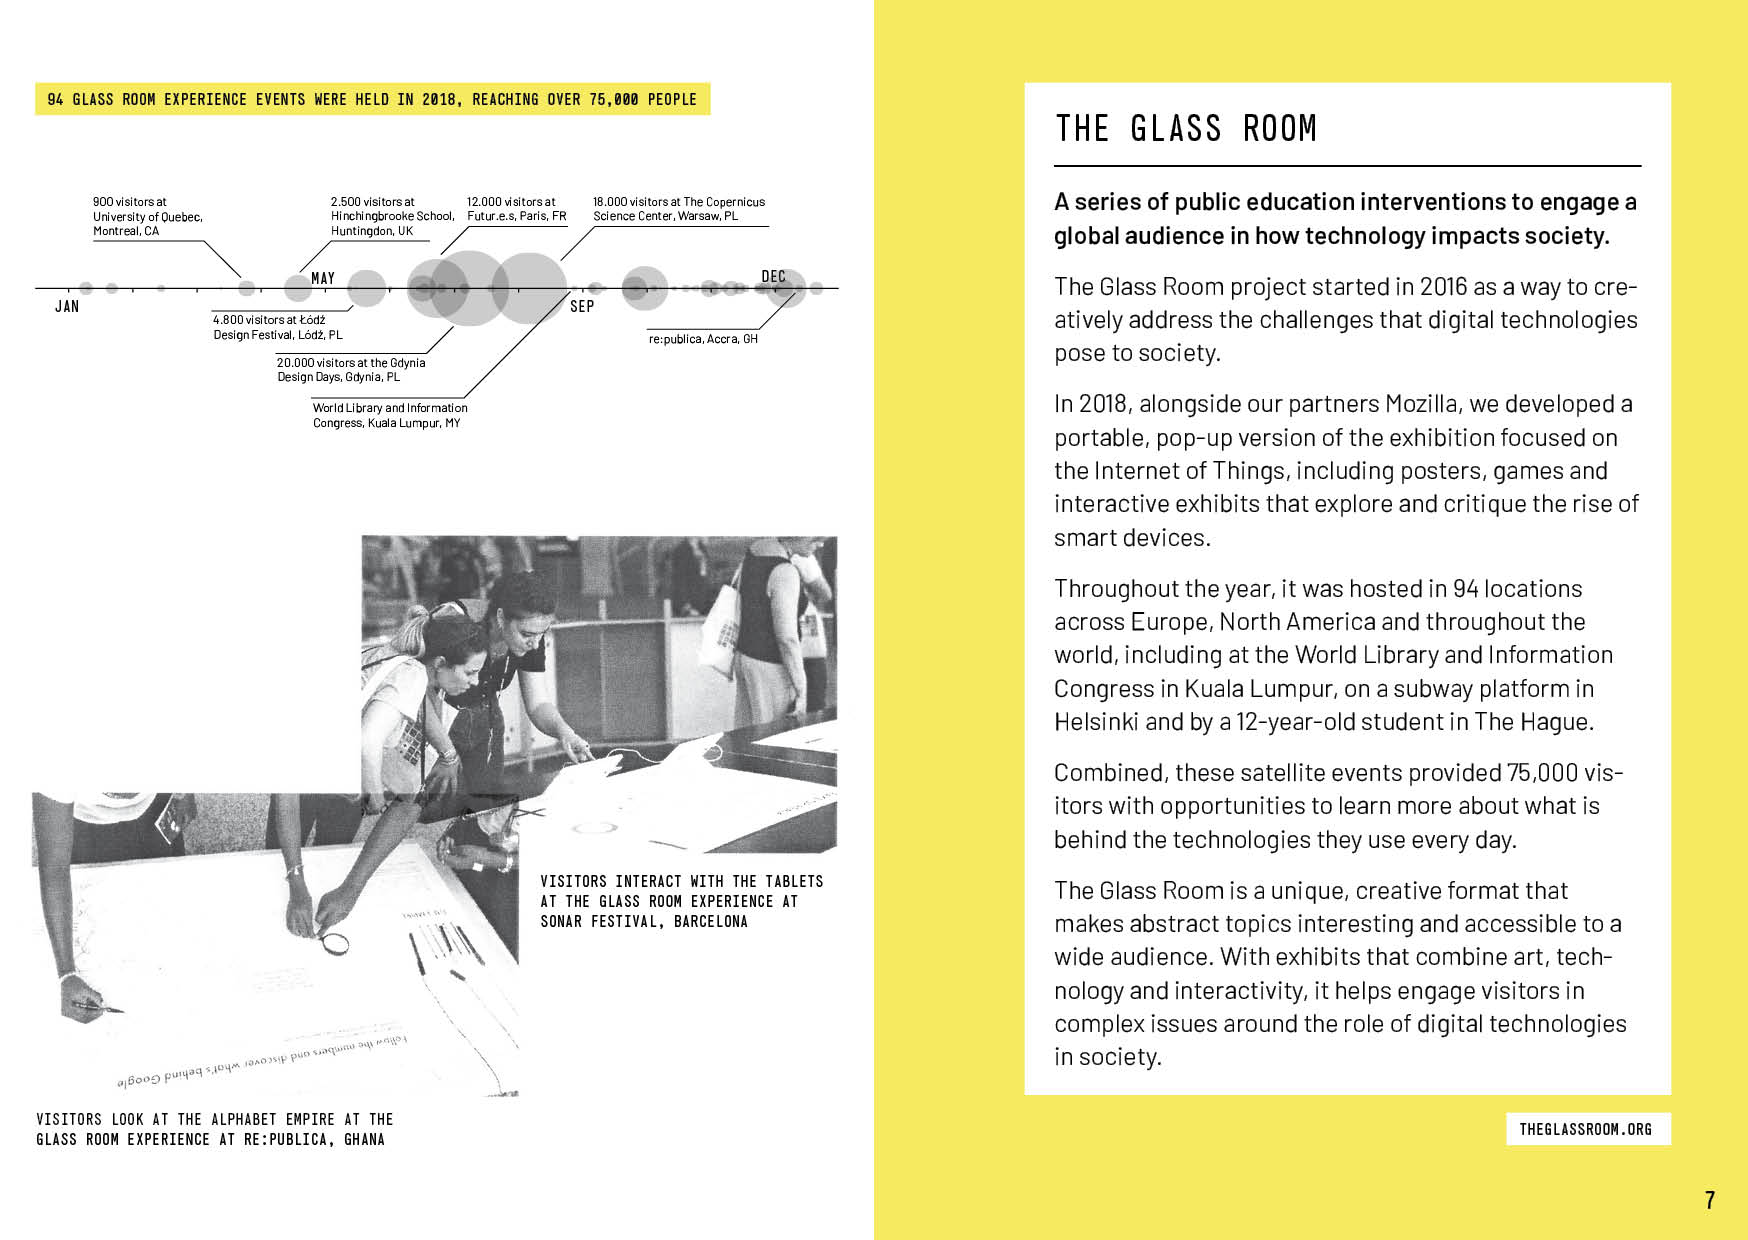 94 GLASS ROOM EXPERIENCE EVENTS WERE HELD IN 2018, REACHING OVER 75,000 PEOPLE
900 visitors at
University of Quebec,
Montreal, CA
2.500 visitors at
Hinchingbrooke School,
Huntingdon, UK
12.000 visitors at
Futur.e.s, Paris, FR
18.000 visitors at The Copernicus
Science Center, Warsaw, PL
JAN
MAY
SEP
DEC
4.800 visitors at Łódź
Design Festival, Lódź, PL
20.000 visitors at the Gdynia
Design Days, Gdynia, PL
World Library and Information
Congress, Kuala Lumpur, MY
re:publica, Accra, GH
VISITORS INTERACT WITH THE TABLETS
AT THE GLASS ROOM EXPERIENCE AT
SONAR FESTIVAL, BARCELONA
Follow the numbers and discover what's behind Google
VISITORS LOOK AT THE ALPHABET EMPIRE AT THE
GLASS ROOM EXPERIENCE AT RE:PUBLICA, GHANA
THE GLASS ROOM
A series of public education interventions to engage a
global audience in how technology impacts society.
The Glass Room project started in 2016 as a way to cre-
atively address the challenges that digital technologies
pose to society.
In 2018, alongside our partners Mozilla, we developed a
portable, pop-up version of the exhibition focused on
the Internet of Things, including posters, games and
interactive exhibits that explore and critique the rise of
smart devices.
Throughout the year, it was hosted in 94 locations
across Europe, North America and throughout the
world, including at the World Library and Information
Congress in Kuala Lumpur, on a subway platform in
Helsinki and by a 12-year-old student in The Hague.
Combined, these satellite events provided 75,000 vis-
itors with opportunities to learn more about what is
behind the technologies they use every day.
The Glass Room is a unique, creative format that
makes abstract topics interesting and accessible to a
wide audience. With exhibits that combine art, tech-
nology and interactivity, it helps engage visitors in
complex issues around the role of digital technologies
in society.
THEGLASSROOM.ORG
7